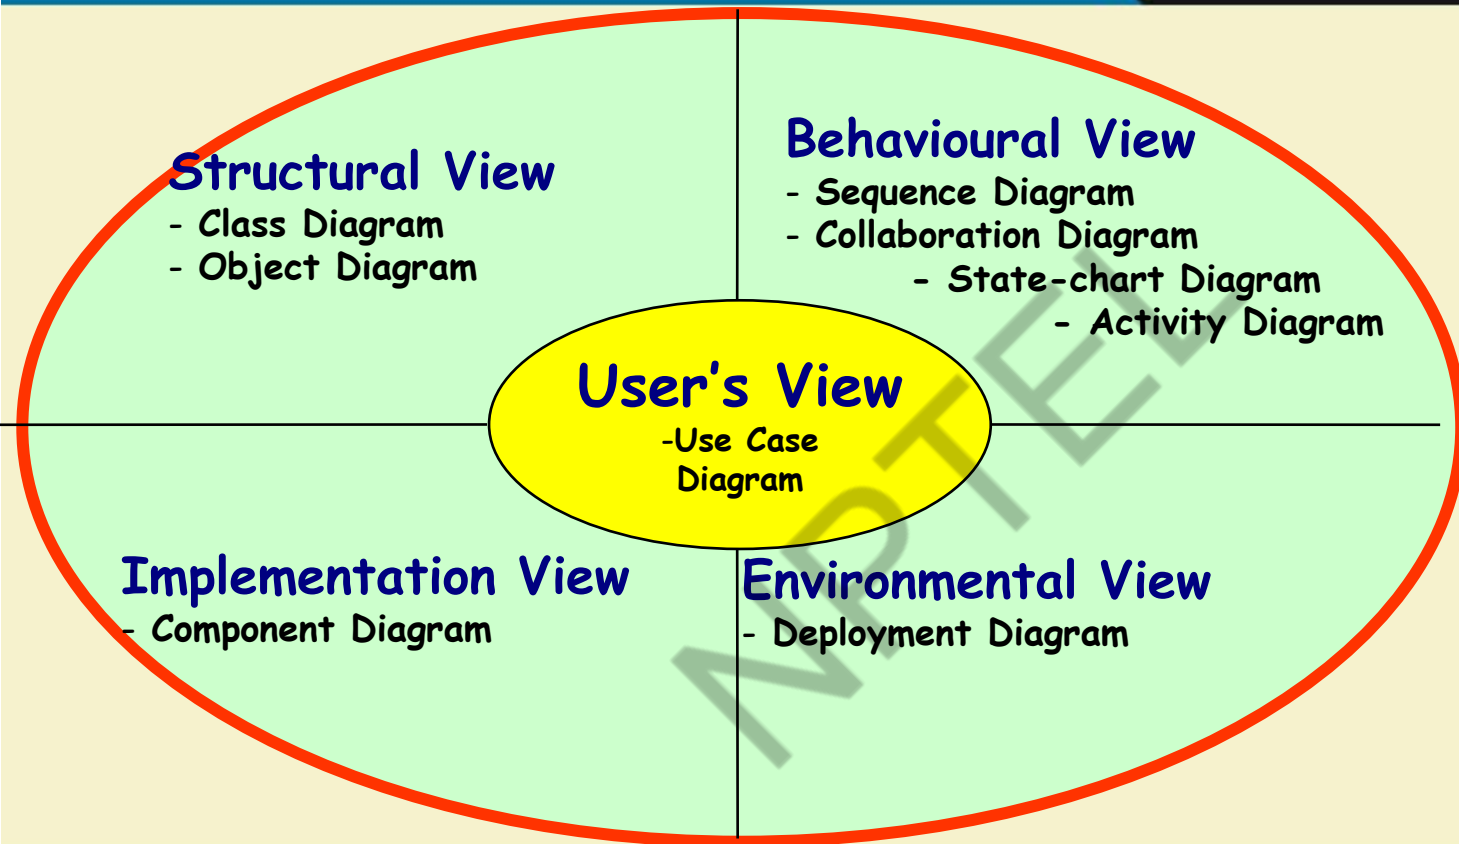 Structural View
- Class Diagram
- Object Diagram
Behavioural View
- Sequence Diagram
- Collaboration Diagram
- State-chart Diagram
- Activity Diagram
User's View
-Use Case
Diagram
Implementation View
- Component Diagram
Environmental View
- Deployment Diagram
NPTEL